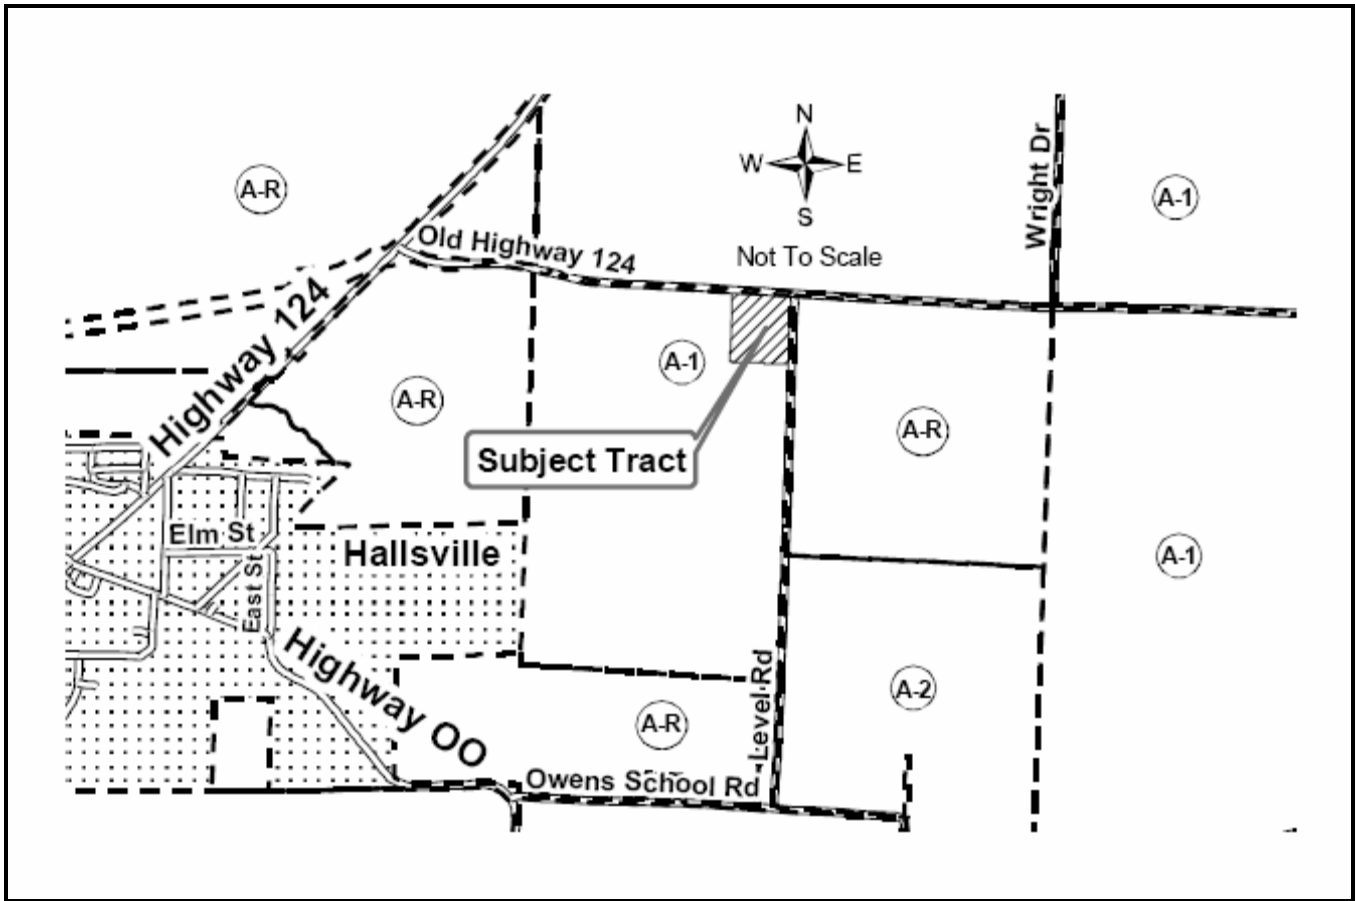 N
W E
S
Not To Scale
Wright Dr
A-R
A-1
Old Highway 124
Highway 124
A-1
A-R
A-R
Subject Tract
Elm St
East St
Hallsville
A-1
Highway OO
A-R
Level Rd
A-2
Owens School Rd